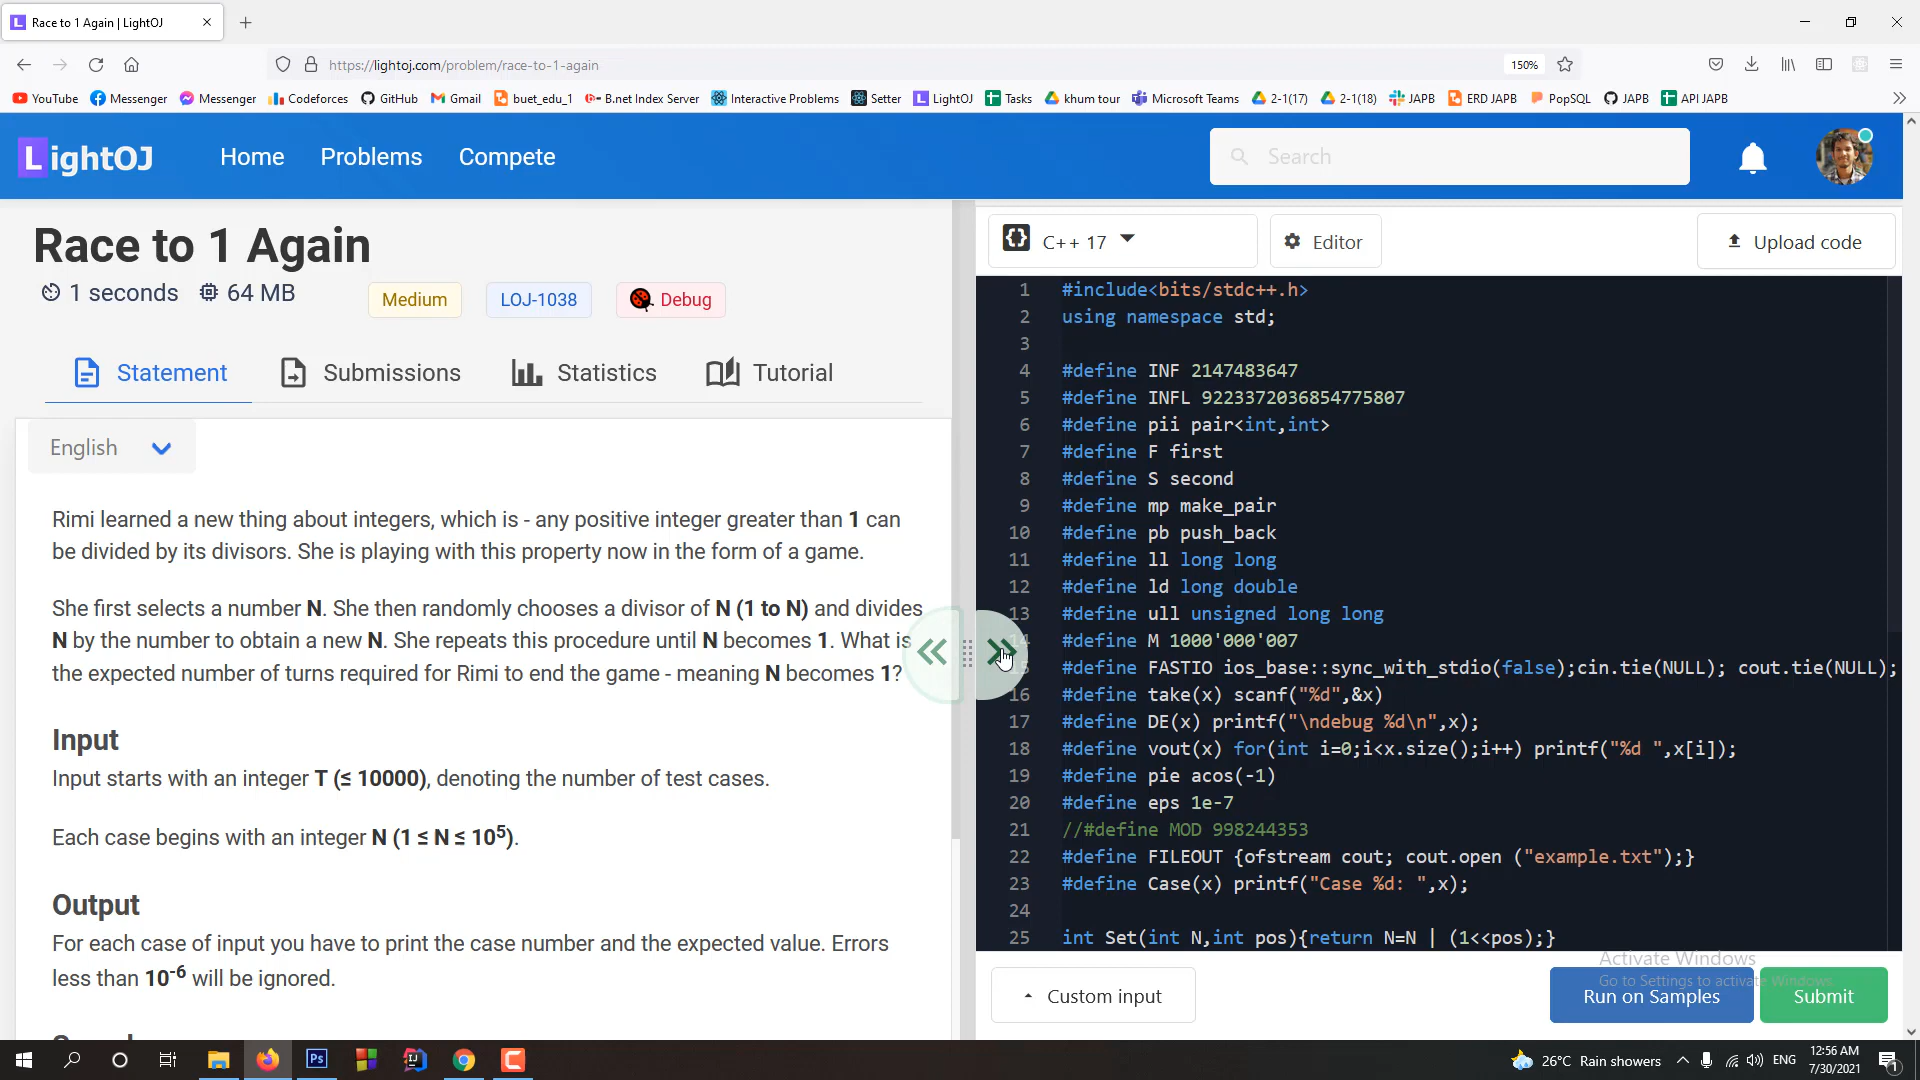 Race to 1 Again | LightOJ
https://lightoj.com/problem/race-to-1-again
150%
YouTube Messenger Messenger Codeforces GitHub Gmail buet_edu_1 B.net Index Server Interactive Problems Setter LightOJ Tasks khum tour Microsoft Teams 2-1(17) 2-1(18) JAPB ERD JAPB PopSQL JAPB API JAPB
LightOJ Home Problems Compete Search
Race to 1 Again
1 seconds 64 MB Medium LOJ-1038 Debug
Statement Submissions Statistics Tutorial
English
Rimi learned a new thing about integers, which is - any positive integer greater than 1 can
be divided by its divisors. She is playing with this property now in the form of a game.
She first selects a number N. She then randomly chooses a divisor of N (1 to N) and divides
N by the number to obtain a new N. She repeats this procedure until N becomes 1. What is
the expected number of turns required for Rimi to end the game - meaning N becomes 1?
Input
Input starts with an integer T (≤ 10000), denoting the number of test cases.
Each case begins with an integer N (1 ≤ N ≤ 10⁵).
Output
For each case of input you have to print the case number and the expected value. Errors
less than 10⁻⁶ will be ignored.
C++ 17 Editor Upload code
1 #include<bits/stdc++.h>
2 using namespace std;
3
4 #define INF 2147483647
5 #define INFL 9223372036854775807
6 #define pii pair<int,int>
7 #define F first
8 #define S second
9 #define mp make_pair
10 #define pb push_back
11 #define ll long long
12 #define ld long double
13 #define ull unsigned long long
14 #define M 1000'000'007
15 #define FASTIO ios_base::sync_with_stdio(false);cin.tie(NULL); cout.tie(NULL);
16 #define take(x) scanf("%d",&x)
17 #define DE(x) printf("\ndebug %d\n",x);
18 #define vout(x) for(int i=0;i<x.size();i++) printf("%d ",x[i]);
19 #define pie acos(-1)
20 #define eps 1e-7
21 //#define MOD 998244353
22 #define FILEOUT {ofstream cout; cout.open ("example.txt");}
23 #define Case(x) printf("Case %d: ",x);
24
25 int Set(int N,int pos){return N=N | (1<<pos);}
Activate Windows
Go to Settings to activate Windows.
Custom input Run on Samples Submit
26°C Rain showers ENG 12:56 AM
7/30/2021
1